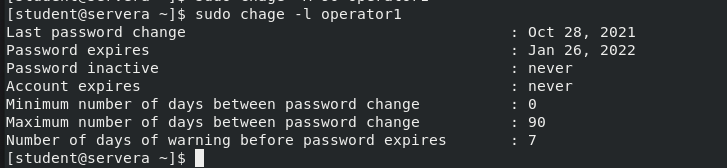 [student@servera ~]$ sudo chage -l operator1
Last password change : Oct 28, 2021
Password expires : Jan 26, 2022
Password inactive : never
Account expires : never
Minimum number of days between password change : 0
Maximum number of days between password change : 90
Number of days of warning before password expires : 7
[student@servera ~]$